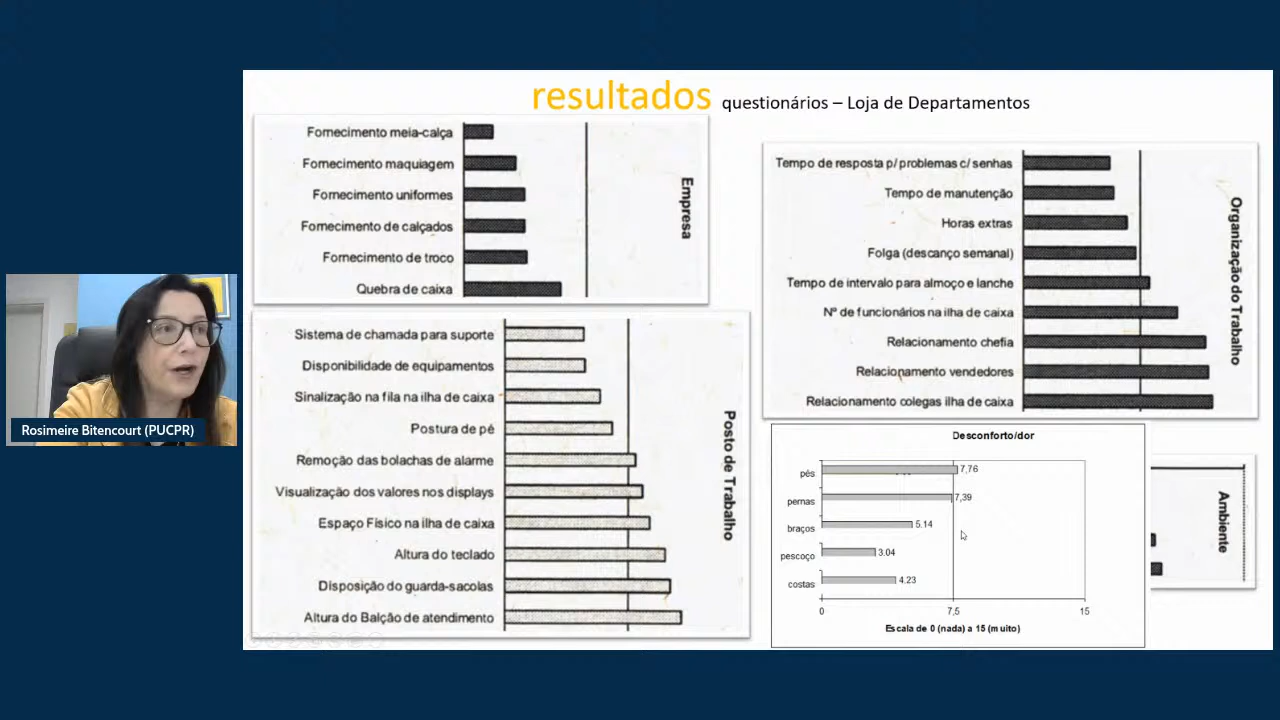 resultados questionários – Loja de Departamentos
Fornecimento meia-calça
Fornecimento maquiagem
Fornecimento uniformes
Fornecimento de calçados
Fornecimento de troco
Quebra de caixa
Empresa
Sistema de chamada para suporte
Disponibilidade de equipamentos
Sinalização na fila na ilha de caixa
Postura de pé
Remoção das bolachas de alarme
Visualização dos valores nos displays
Espaço Físico na ilha de caixa
Altura do teclado
Disposição do guarda-sacolas
Altura do Balção de atendimento
Posto de Trabalho
Tempo de resposta p/ problemas c/ senhas
Tempo de manutenção
Horas extras
Folga (descanço semanal)
Tempo de intervalo para almoço e lanche
Nº de funcionários na ilha de caixa
Relacionamento chefia
Relacionamento vendedores
Relacionamento colegas ilha de caixa
Organização do Trabalho
Desconforto/dor
pés 7,76
pernas 7,39
braços 5.14
pescoço 3.04
costas 4.23
0 7,5 15
Escala de 0 (nada) a 15 (muito)
Ambiente
Rosimeire Bitencourt (PUCPR)